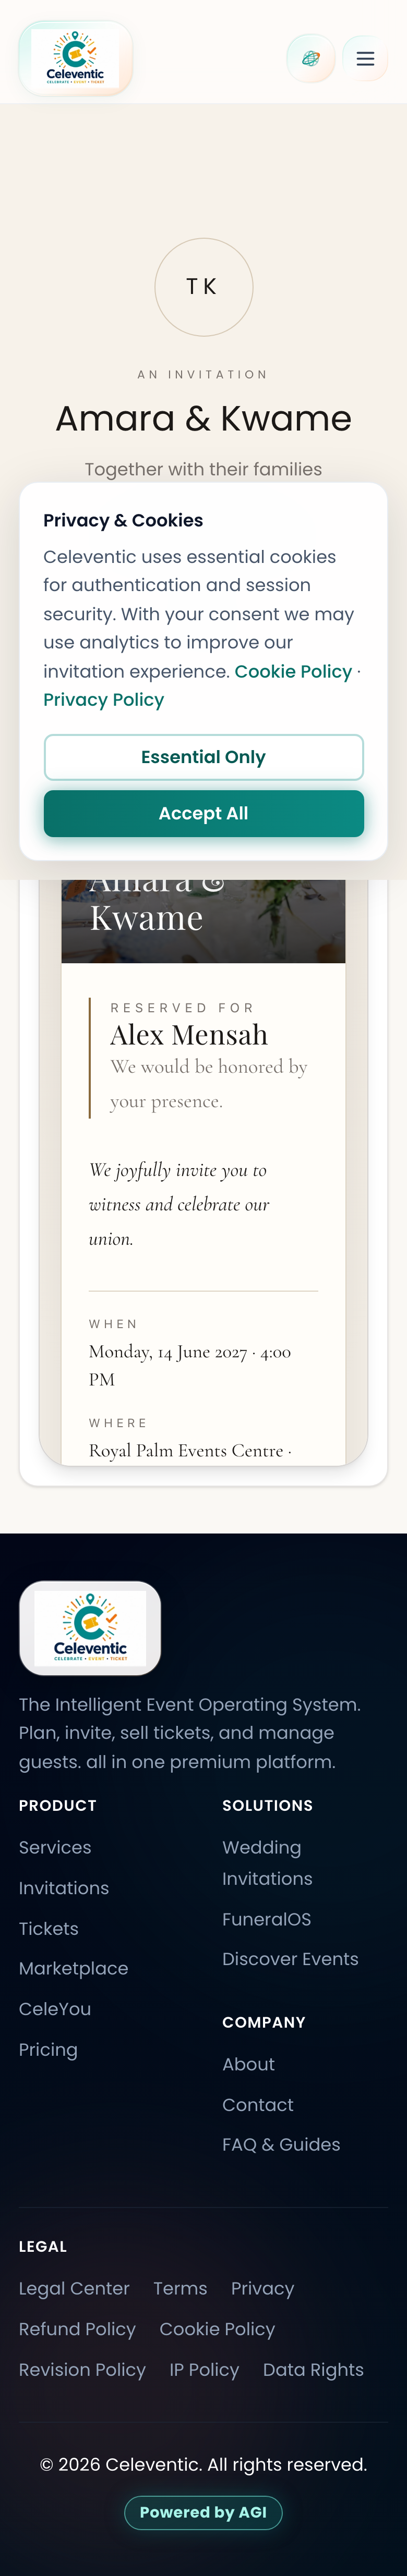 Celeventic
CELEBRATE • EVENT • TICKET
TK
AN INVITATION
Amara & Kwame
Together with their families
Privacy & Cookies
Celeventic uses essential cookies
for authentication and session
security. With your consent we may
use analytics to improve our
invitation experience. Cookie Policy ·
Privacy Policy
Essential Only
Accept All
Amara &
Kwame
RESERVED FOR
Alex Mensah
We would be honored by
your presence.
We joyfully invite you to
witness and celebrate our
union.
WHEN
Monday, 14 June 2027 · 4:00
PM
WHERE
Royal Palm Events Centre ·
Celeventic
CELEBRATE • EVENT • TICKET
The Intelligent Event Operating System.
Plan, invite, sell tickets, and manage
guests. all in one premium platform.
PRODUCT
Services
Invitations
Tickets
Marketplace
CeleYou
Pricing
SOLUTIONS
Wedding
Invitations
FuneralOS
Discover Events
COMPANY
About
Contact
FAQ & Guides
LEGAL
Legal Center Terms Privacy
Refund Policy Cookie Policy
Revision Policy IP Policy Data Rights
© 2026 Celeventic. All rights reserved.
Powered by AGI